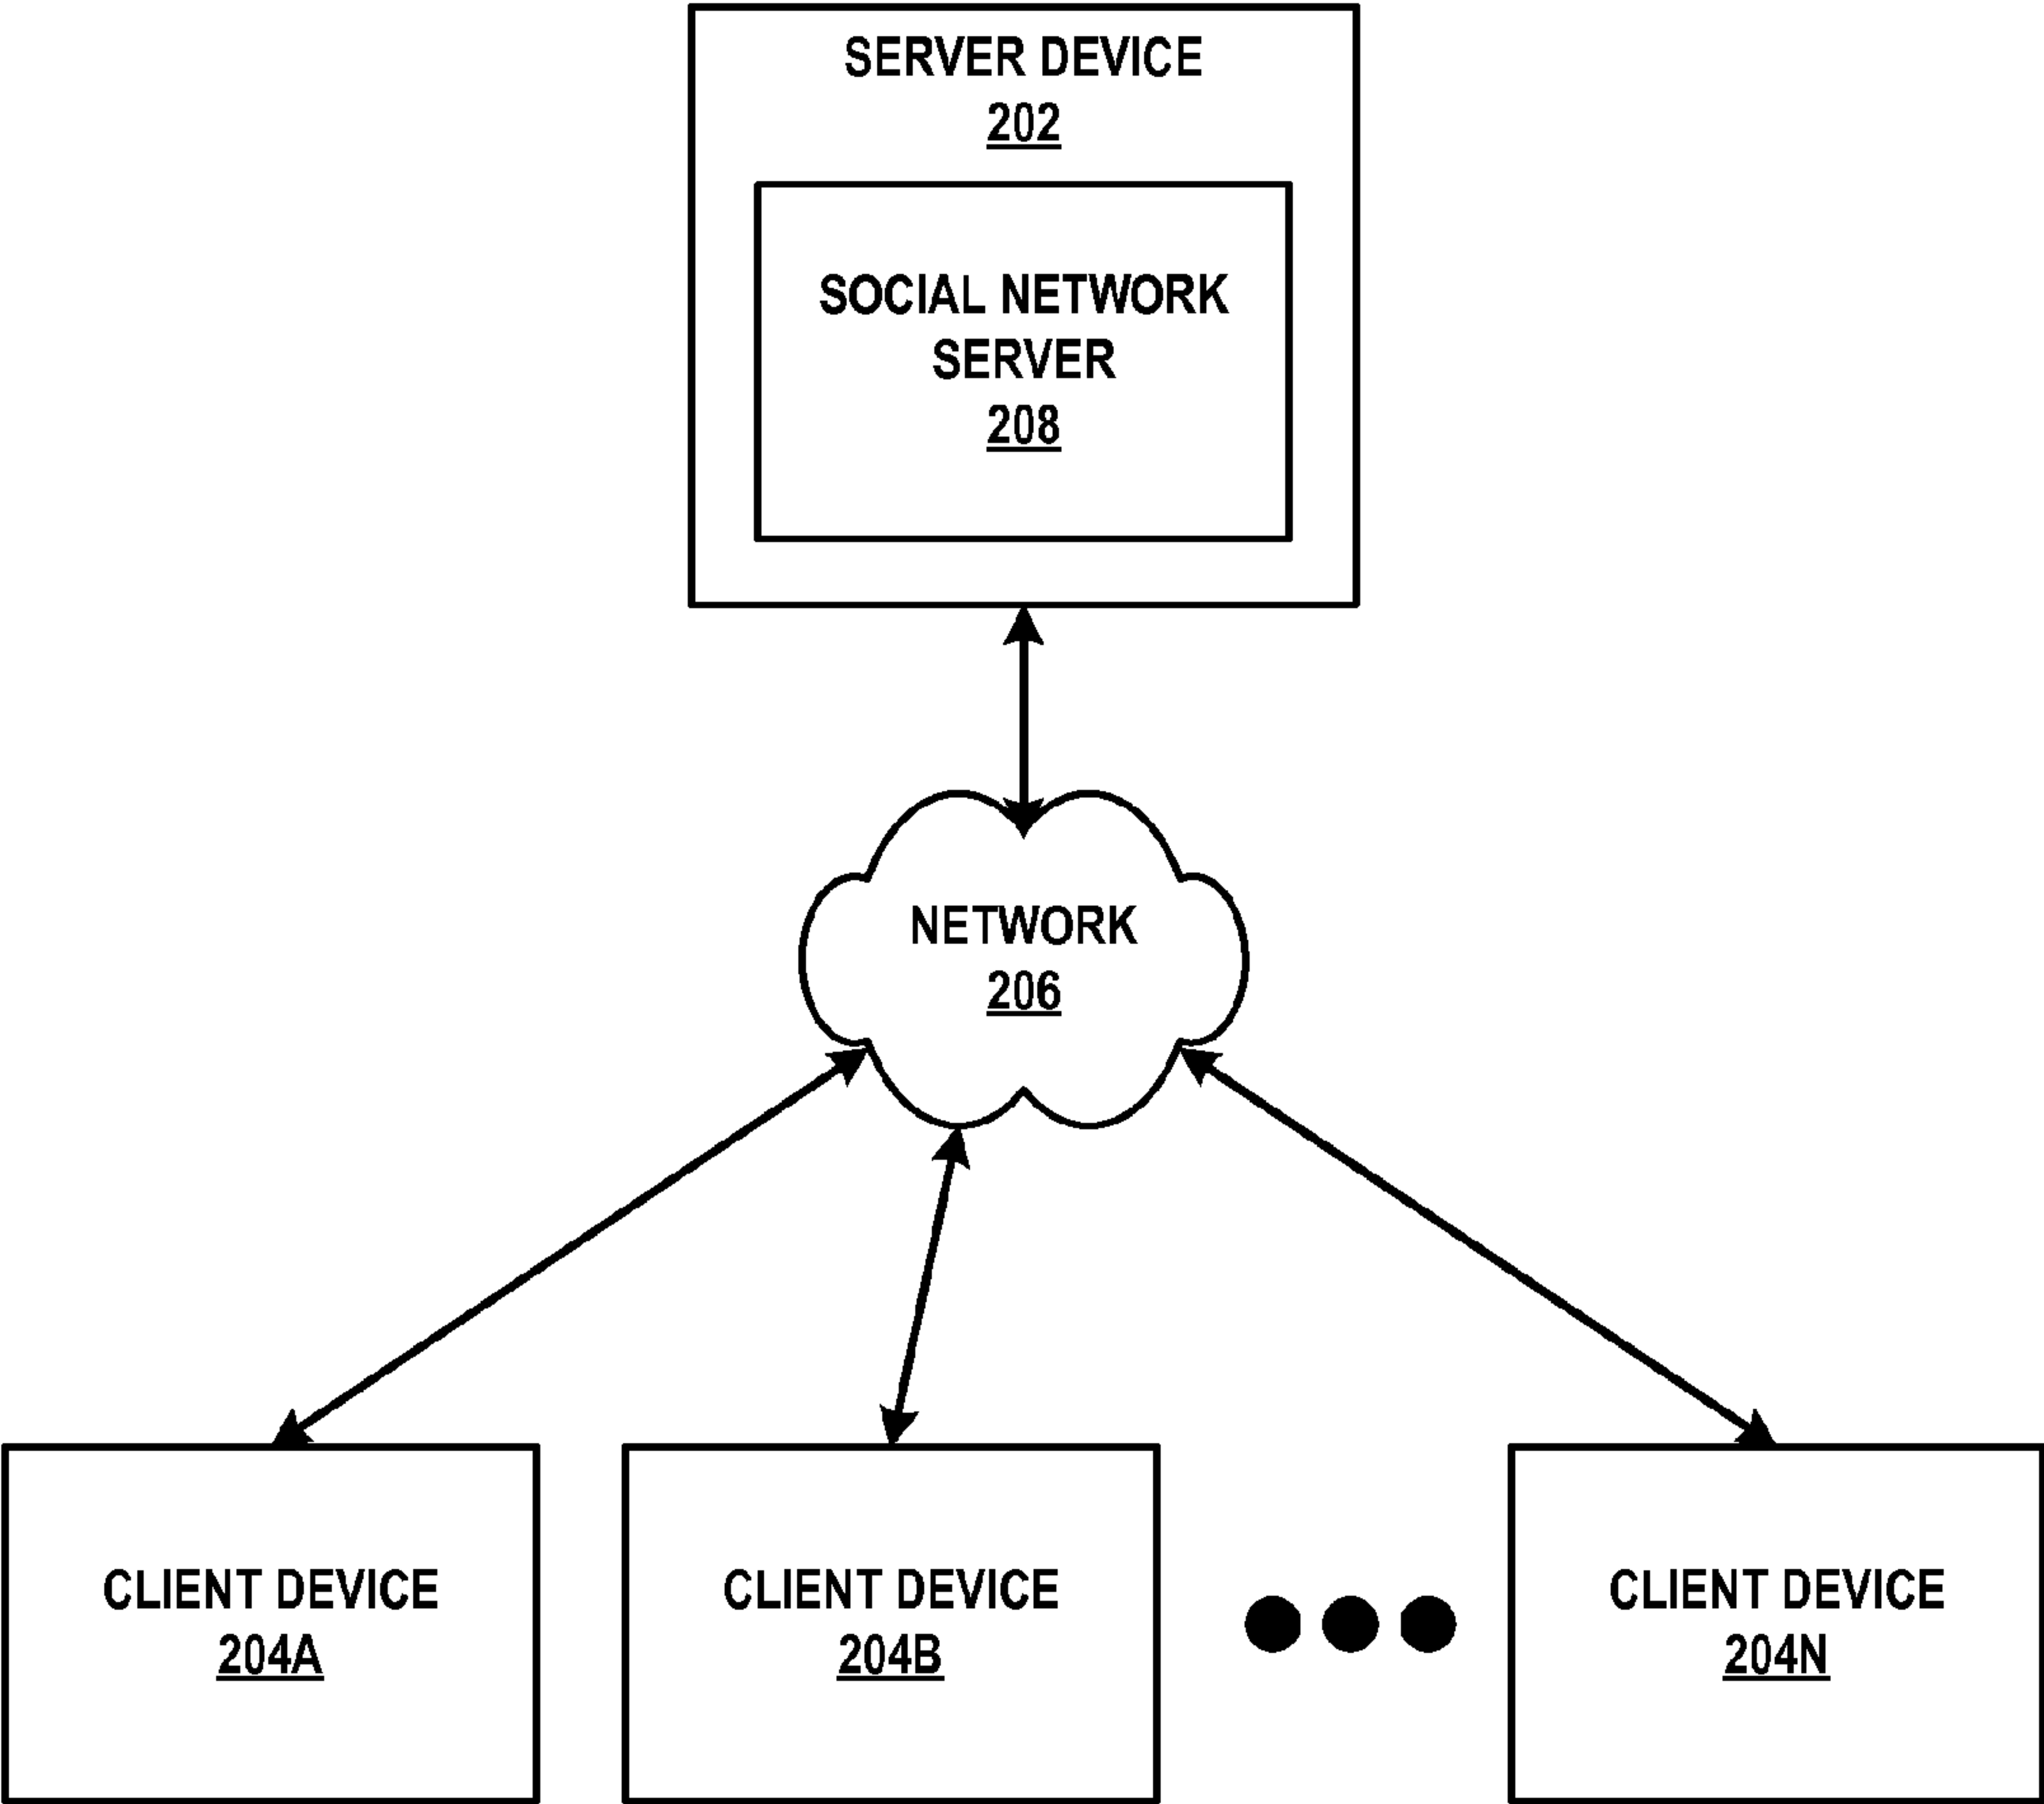 SERVER DEVICE
202
SOCIAL NETWORK
SERVER
208
NETWORK
206
CLIENT DEVICE
204A
CLIENT DEVICE
204B
CLIENT DEVICE
204N